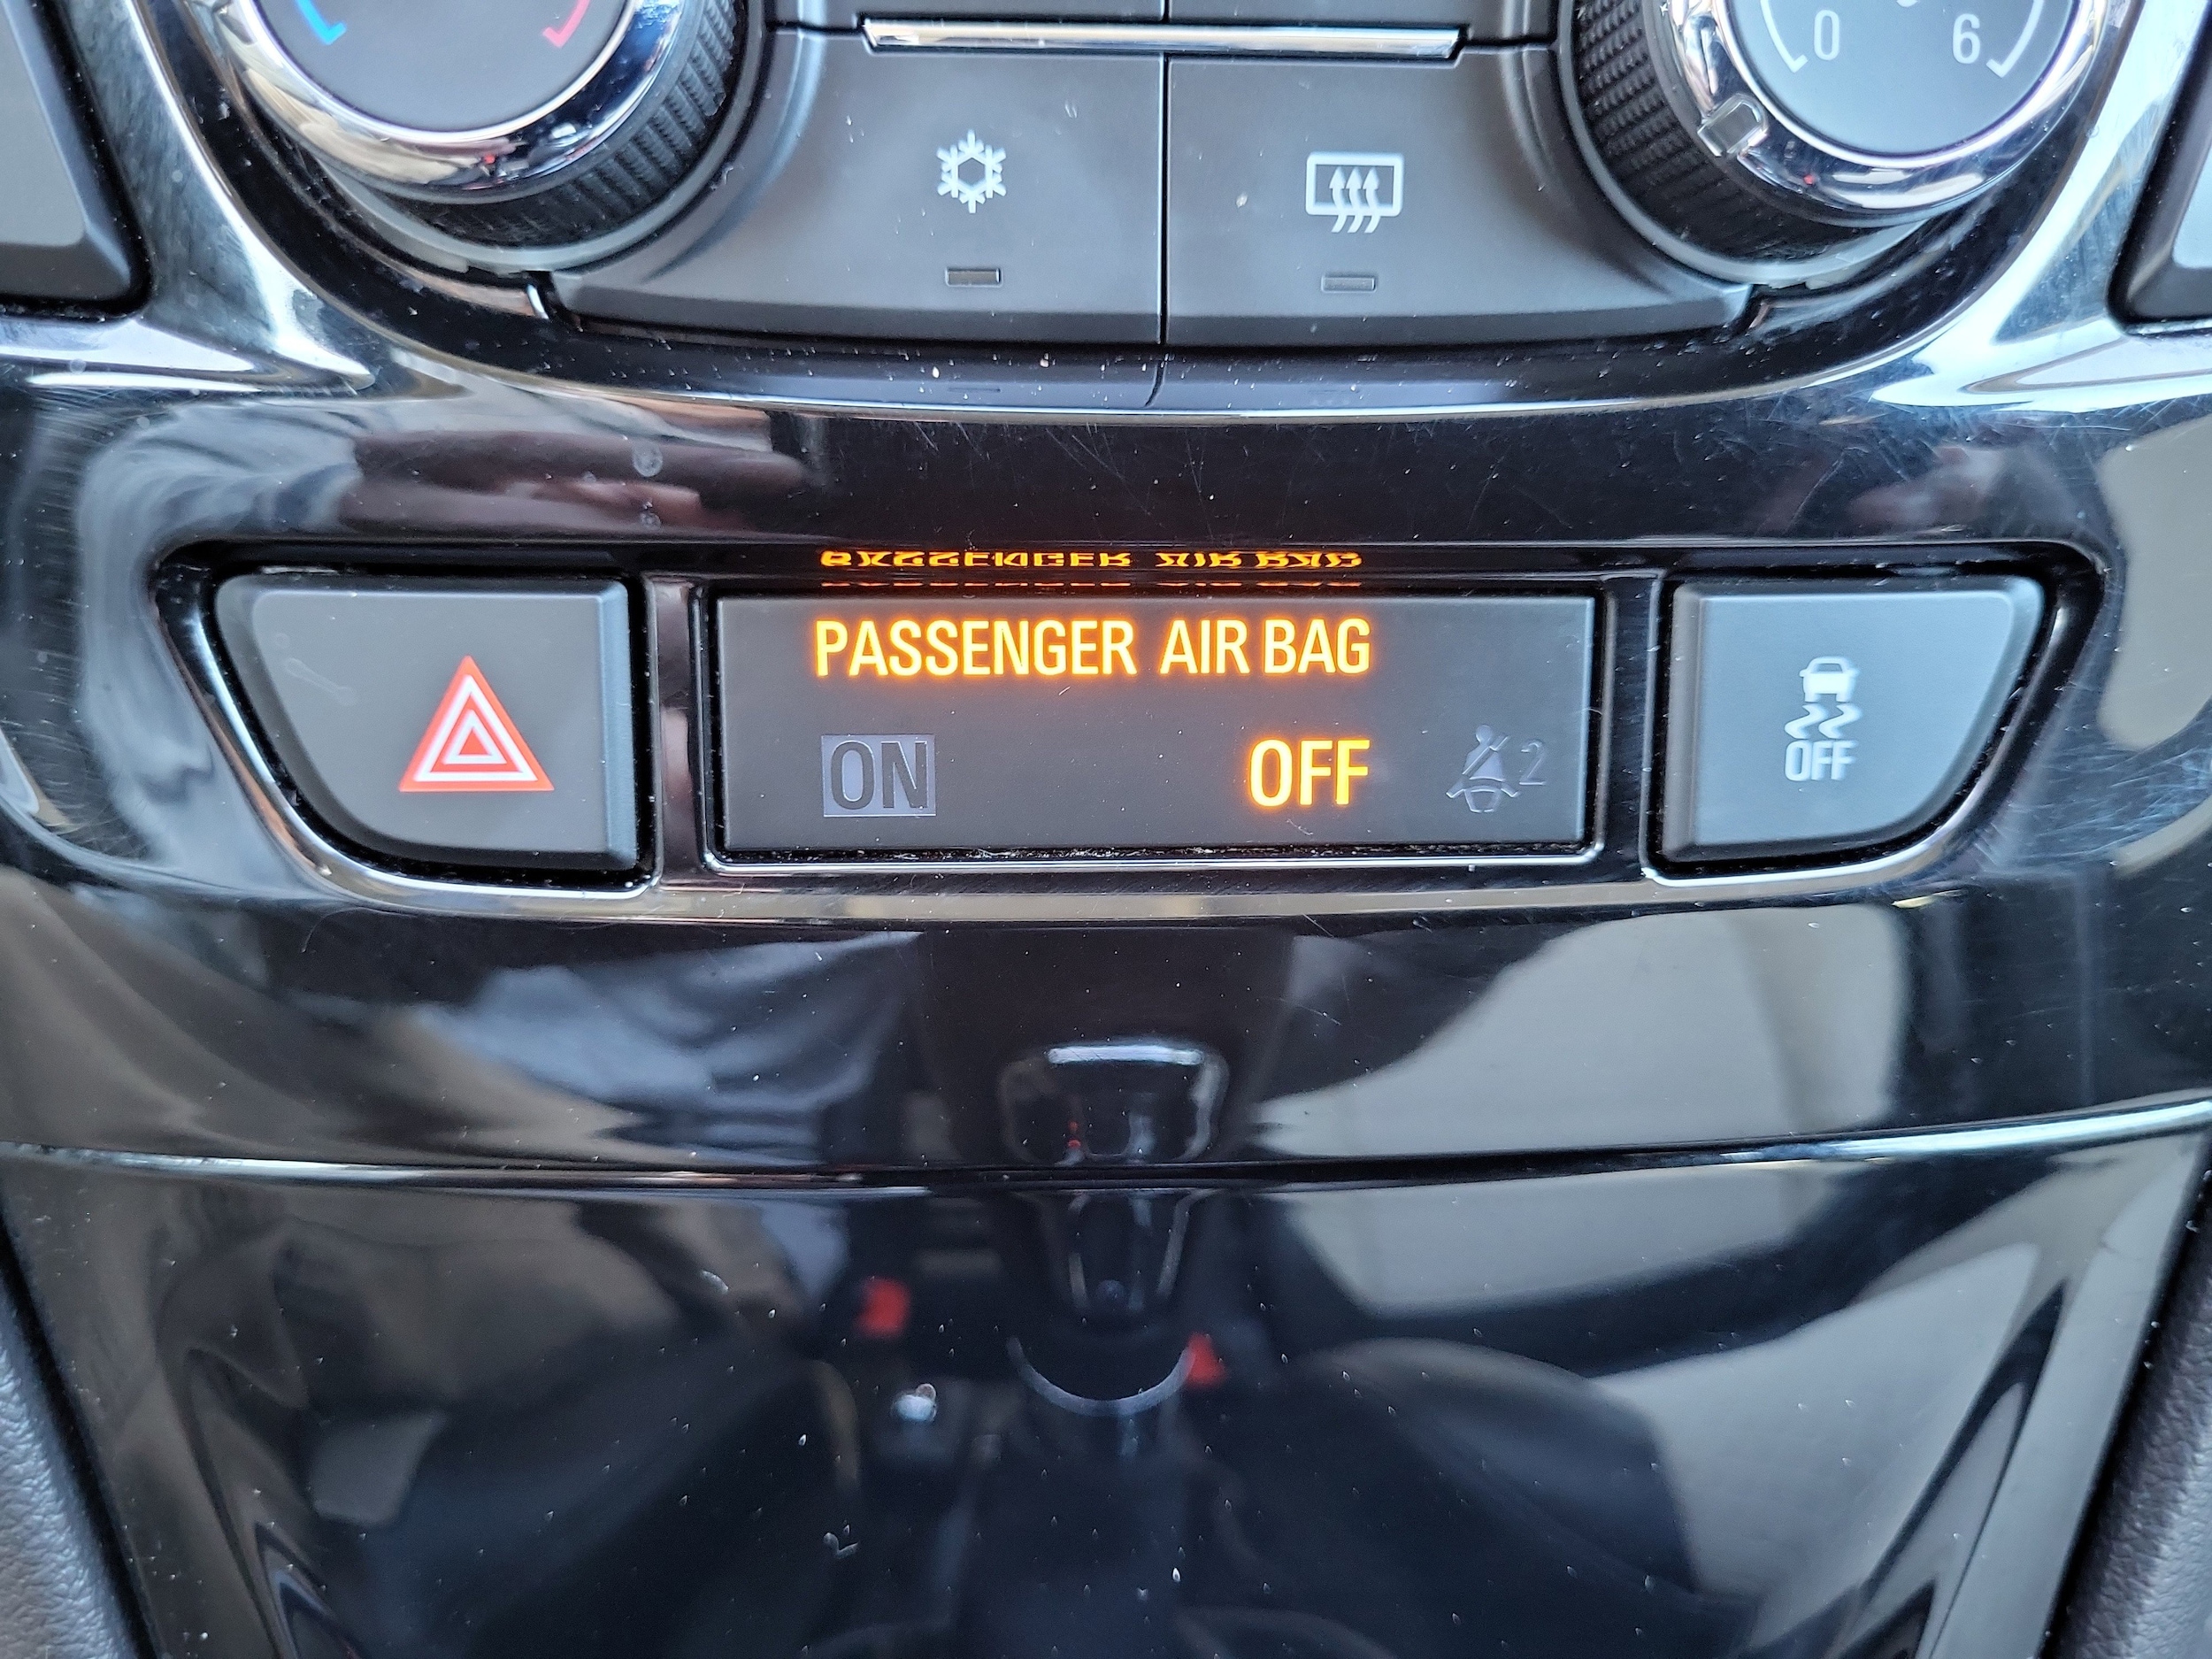 0 6
PASSENGER AIR BAG
ON OFF 2
OFF